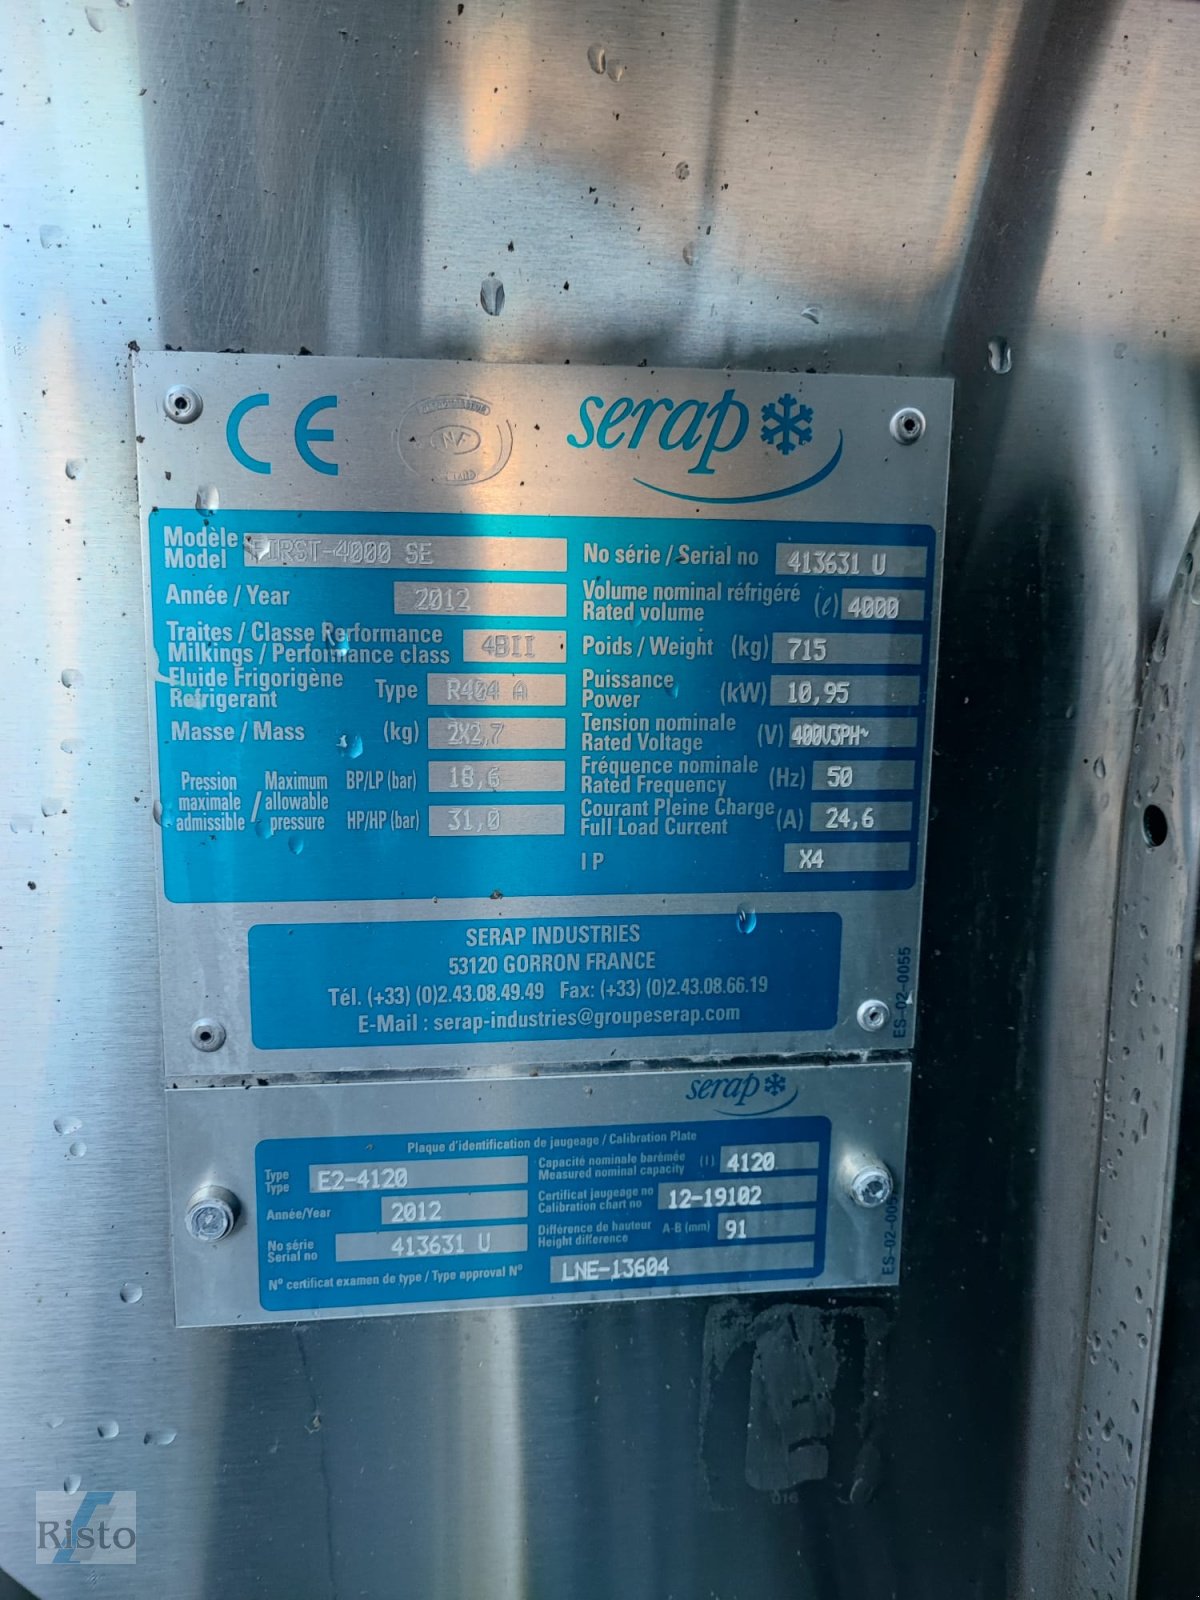 CE
NF
serap
Modèle
Model
FIRST-4000 SE
Année / Year
2012
Traites / Classe Performance
Milkings / Performance class
4BII
Fluide Frigorigène
Refrigerant
Type
R404 A
Masse / Mass
(kg)
2X2,7
Pression
maximale
admissible
/
Maximum
allowable
pressure
BP/LP (bar)
18,6
HP/HP (bar)
31,0
No série / Serial no
413631 U
Volume nominal réfrigéré
Rated volume
(ℓ)
4000
Poids / Weight
(kg)
715
Puissance
Power
(kW)
10,95
Tension nominale
Rated Voltage
(V)
400V3PH~
Fréquence nominale
Rated Frequency
(Hz)
50
Courant Pleine Charge
Full Load Current
(A)
24,6
I P
X4
SERAP INDUSTRIES
53120 GORRON FRANCE
Tél. (+33) (0)2.43.08.49.49 Fax: (+33) (0)2.43.08.66.19
E-Mail : serap-industries@groupeserap.com
ES-02-0055
serap
Plaque d'identification de jaugeage / Calibration Plate
Type
Type
E2-4120
Année/Year
2012
No série
Serial no
413631 U
Nº certificat examen de type / Type approval Nº
LNE-13604
Capacité nominale barémée
Measured nominal capacity
(l)
4120
Certificat jaugeage no
Calibration chart no
12-19102
Différence de hauteur
Height difference
A-B (mm)
91
Risto